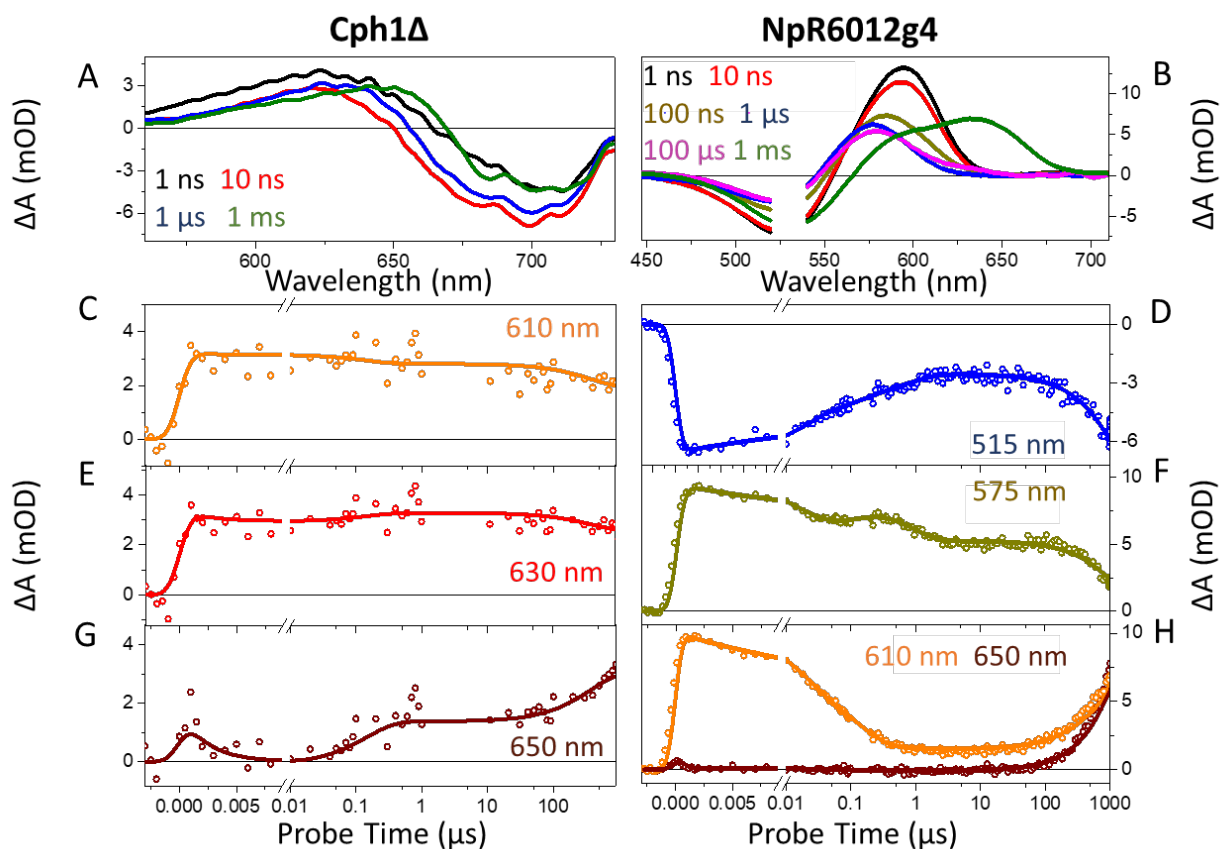 Cph1Δ NpR6012g4
A B
3
0
-3
-6
ΔA (mOD)
1 ns 10 ns
1 µs 1 ms
600 650 700
Wavelength (nm)
1 ns 10 ns
100 ns 1 µs
100 µs 1 ms
10
5
0
-5
ΔA (mOD)
450 500 550 600 650 700
Wavelength (nm)
C
4
2
0
610 nm
D
0
-3
-6
515 nm
E
4
2
0
630 nm
ΔA (mOD)
F
10
5
0
575 nm
ΔA (mOD)
G
4
2
0
650 nm
0.000 0.005 0.01 0.1 1 10 100
Probe Time (µs)
H
10
5
0
610 nm 650 nm
0.000 0.005 0.01 0.1 1 10 100 1000
Probe Time (µs)